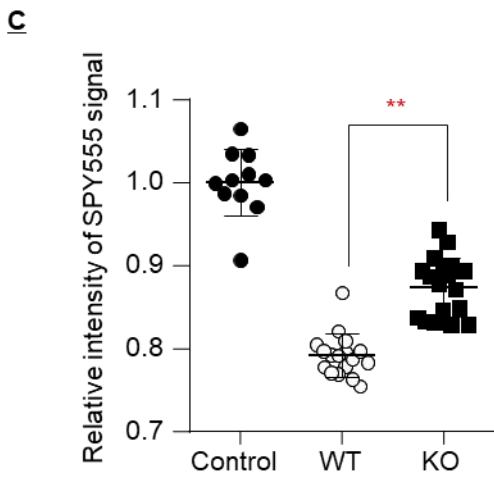 C
Relative intensity of SPY555 signal
1.1
**
1.0
0.9
0.8
0.7
Control WT KO